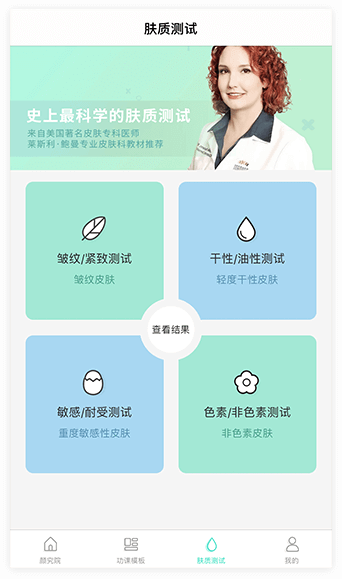 肤质测试
史上最科学的肤质测试
来自美国著名皮肤专科医师
莱斯利·鲍曼专业皮肤科教材推荐
皱纹/紧致测试
皱纹皮肤
干性/油性测试
轻度干性皮肤
查看结果
敏感/耐受测试
重度敏感性皮肤
色素/非色素测试
非色素皮肤
颜究院
功课模板
肤质测试
我的